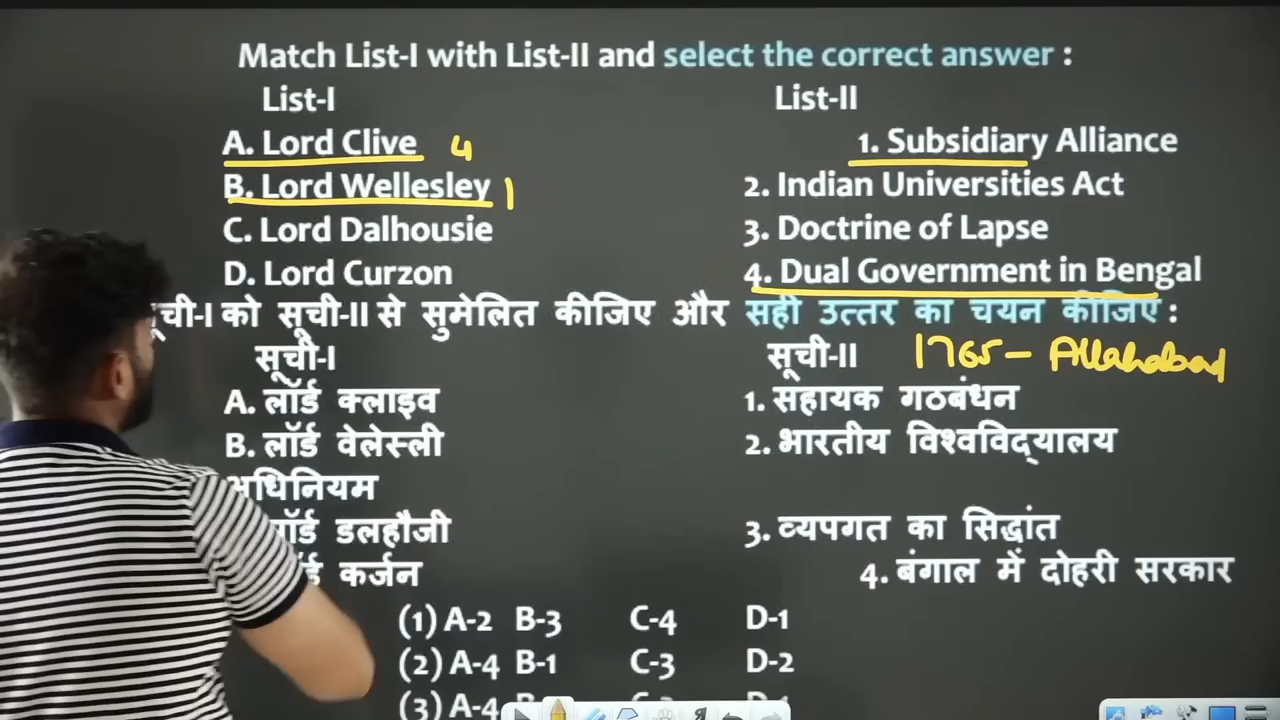 Match List-I with List-II and select the correct answer :
List-I List-II
A. Lord Clive 4 1. Subsidiary Alliance
B. Lord Wellesley 1 2. Indian Universities Act
C. Lord Dalhousie 3. Doctrine of Lapse
D. Lord Curzon 4. Dual Government in Bengal
ूची-I को सूची-II से सुमेलित कीजिए और सही उत्तर का चयन कीजिए :
सूची-I सूची-II 1765 - Allahabad
A. लॉर्ड क्लाइव 1. सहायक गठबंधन
B. लॉर्ड वेलेस्ली 2. भारतीय विश्वविद्यालय
अधिनियम
लॉर्ड डलहौजी 3. व्यपगत का सिद्धांत
कर्जन 4. बंगाल में दोहरी सरकार
(1) A-2 B-3 C-4 D-1
(2) A-4 B-1 C-3 D-2
(3) A-4